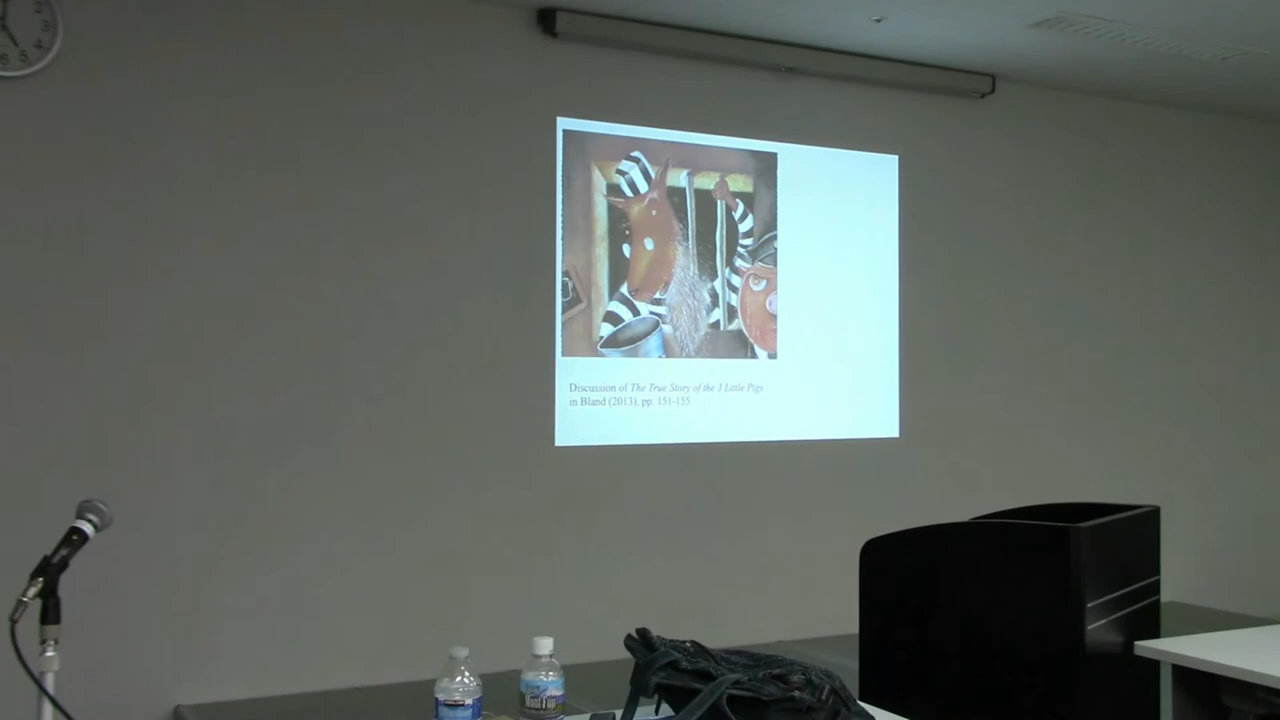 Discussion of The True Story of the 3 Little Pigs
in Bland (2013), pp. 151-155